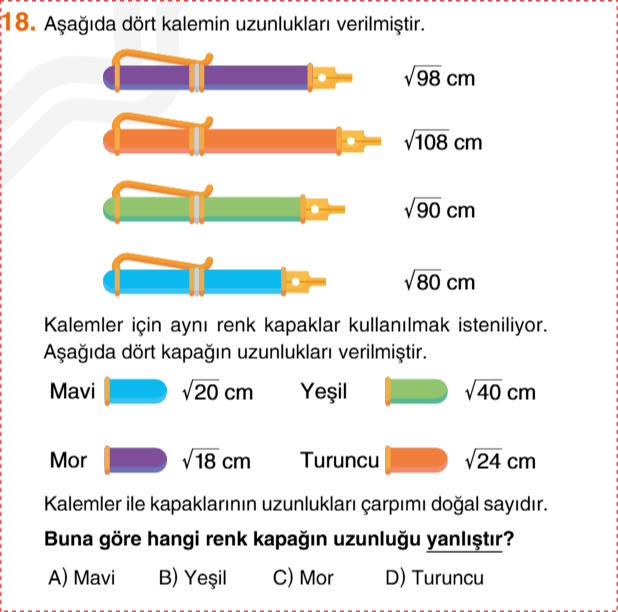 18. Aşağıda dört kalemin uzunlukları verilmiştir.
√98 cm
√108 cm
√90 cm
√80 cm
Kalemler için aynı renk kapaklar kullanılmak isteniliyor.
Aşağıda dört kapağın uzunlukları verilmiştir.
Mavi √20 cm Yeşil √40 cm
Mor √18 cm Turuncu √24 cm
Kalemler ile kapaklarının uzunlukları çarpımı doğal sayıdır.
Buna göre hangi renk kapağın uzunluğu yanlıştır?
A) Mavi B) Yeşil C) Mor D) Turuncu